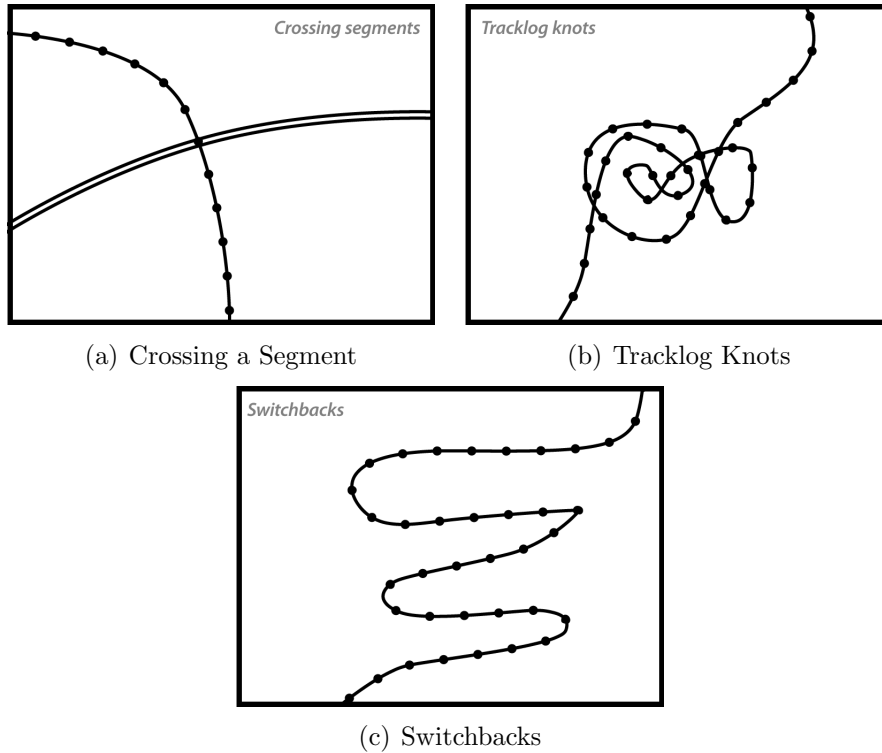 Crossing segments
Tracklog knots
(a) Crossing a Segment
(b) Tracklog Knots
Switchbacks
(c) Switchbacks